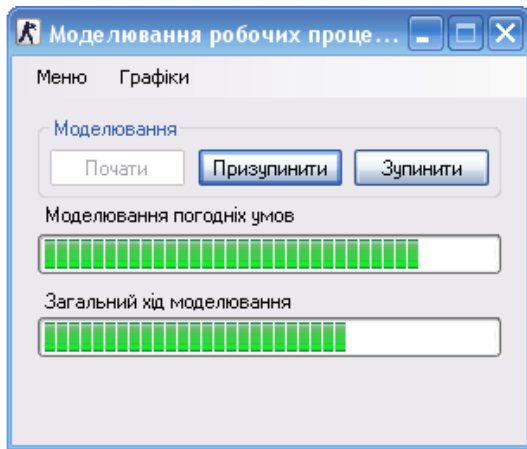 Моделювання робочих проце...
Меню Графіки
Моделювання
Почати Призупинити Зупинити
Моделювання погодніх умов
Загальний хід моделювання